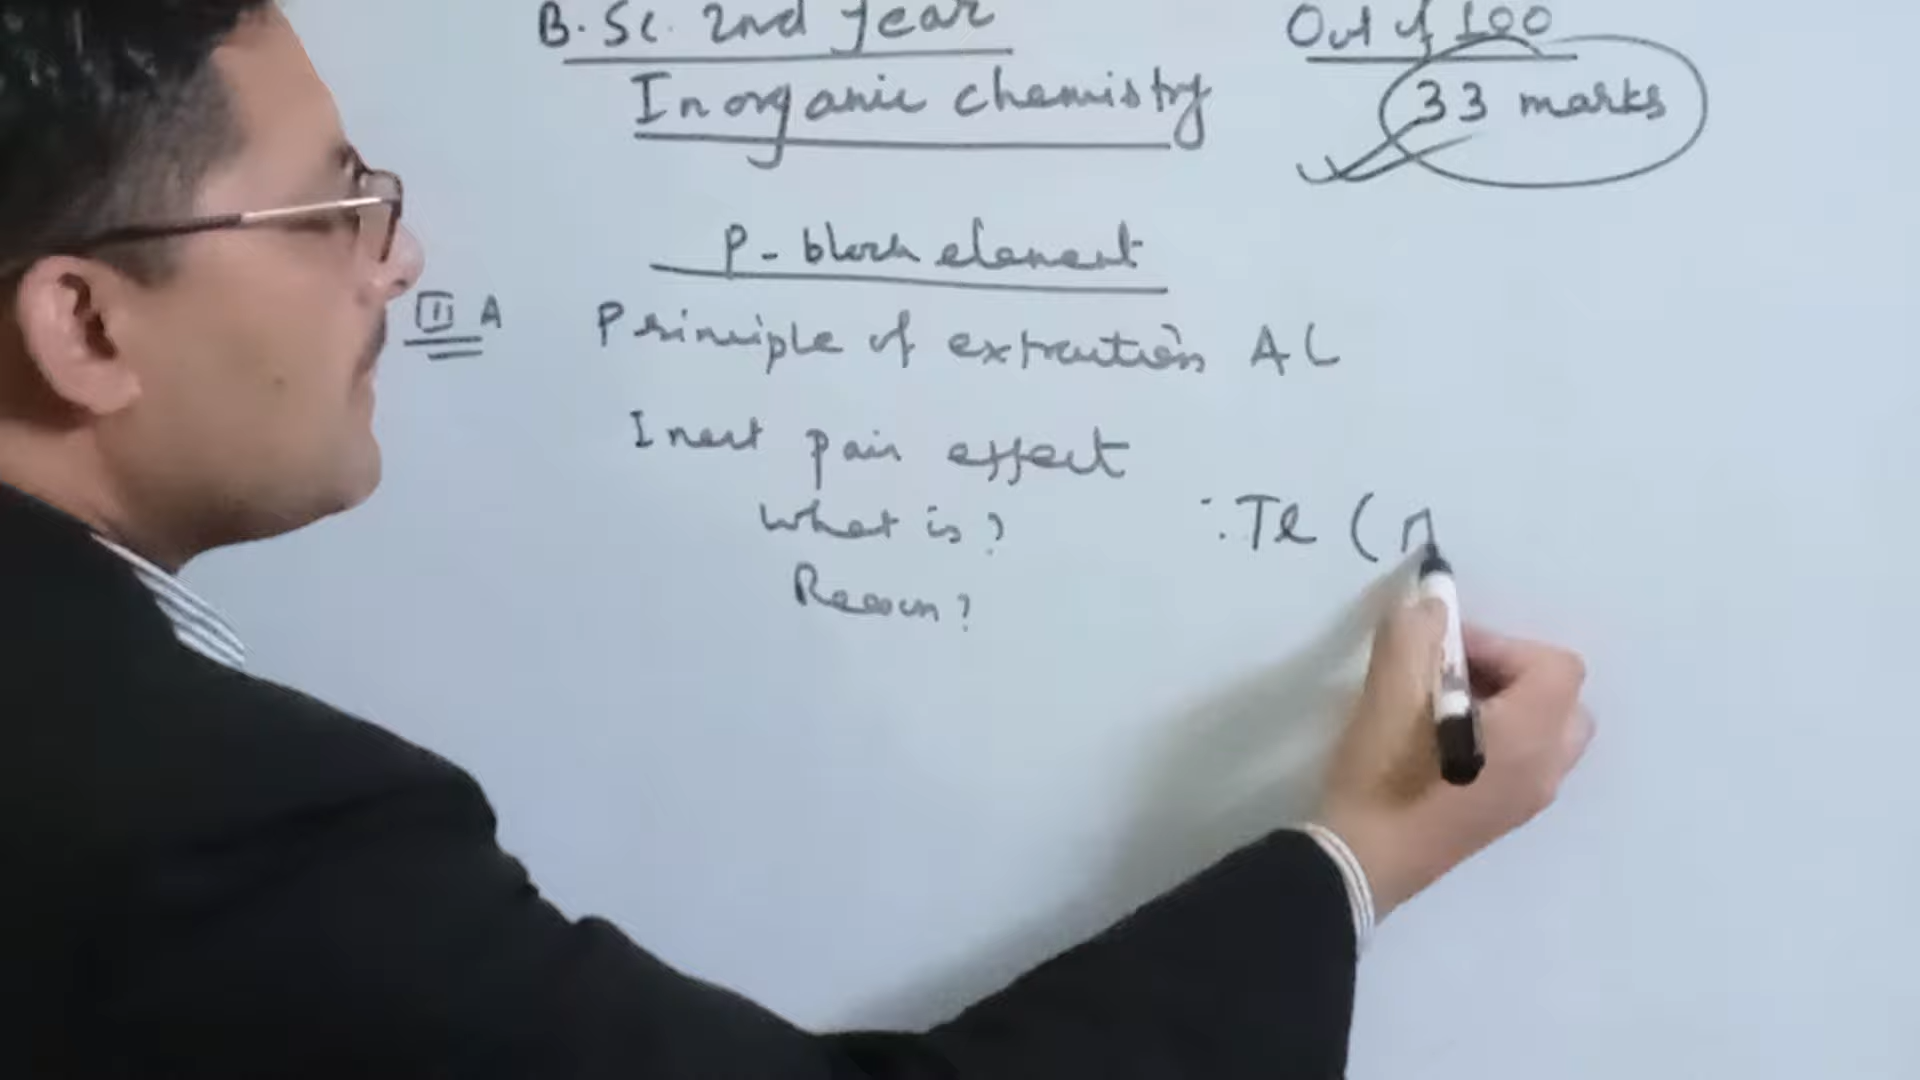 B.Sc. 2nd year
Out of 100
Inorganic chemistry
33 marks
P-block element
III A
Principle of extraction Al
Inert pair effect
What is?
∴ Tl (
Reason?